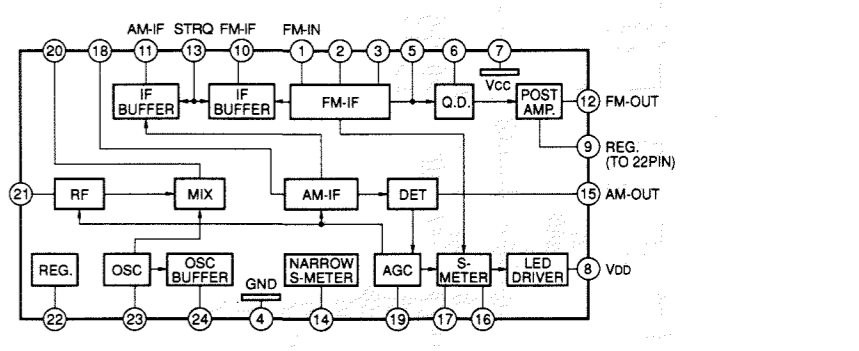 AM-IF STRQ FM-IF FM-IN
20 18 11 13 10 1 2 3 5 6 7
VCC
IF
BUFFER
IF
BUFFER
FM-IF
Q.D.
POST
AMP.
12 FM-OUT
9 REG.
(TO 22PIN)
21 RF MIX AM-IF DET 15 AM-OUT
REG. OSC
OSC
BUFFER
GND
NARROW
S-METER
AGC
S-
METER
LED
DRIVER
8 VDD
22 23 24 4 14 19 17 16